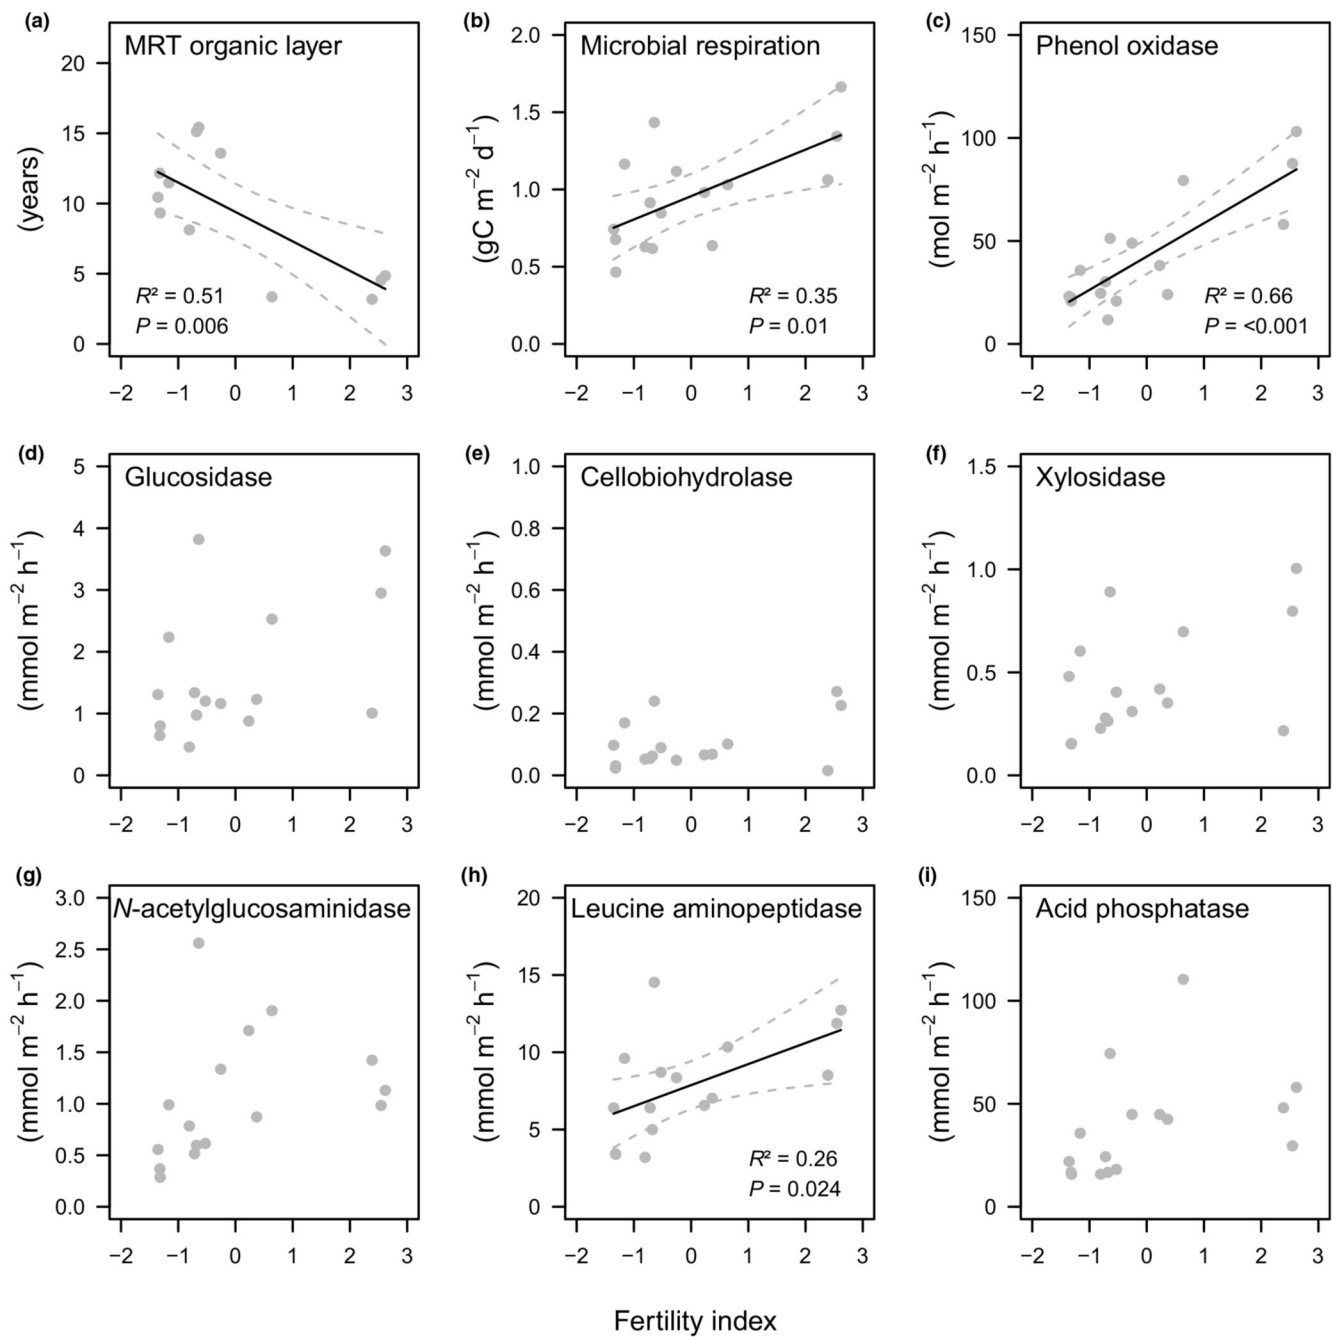 (a)
MRT organic layer
(years)
20
15
10
5
0
R² = 0.51
P = 0.006
−2 −1 0 1 2 3
(b)
Microbial respiration
(gC m−2 d−1)
2.0
1.5
1.0
0.5
0.0
R² = 0.35
P = 0.01
−2 −1 0 1 2 3
(c)
Phenol oxidase
(mol m−2 h−1)
150
100
50
0
R² = 0.66
P = <0.001
−2 −1 0 1 2 3
(d)
Glucosidase
(mmol m−2 h−1)
5
4
3
2
1
0
−2 −1 0 1 2 3
(e)
Cellobiohydrolase
(mmol m−2 h−1)
1.0
0.8
0.6
0.4
0.2
0.0
−2 −1 0 1 2 3
(f)
Xylosidase
(mmol m−2 h−1)
1.5
1.0
0.5
0.0
−2 −1 0 1 2 3
(g)
N-acetylglucosaminidase
(mmol m−2 h−1)
3.0
2.5
2.0
1.5
1.0
0.5
0.0
−2 −1 0 1 2 3
(h)
Leucine aminopeptidase
(mmol m−2 h−1)
20
15
10
5
0
R² = 0.26
P = 0.024
−2 −1 0 1 2 3
(i)
Acid phosphatase
(mmol m−2 h−1)
150
100
50
0
−2 −1 0 1 2 3
Fertility index